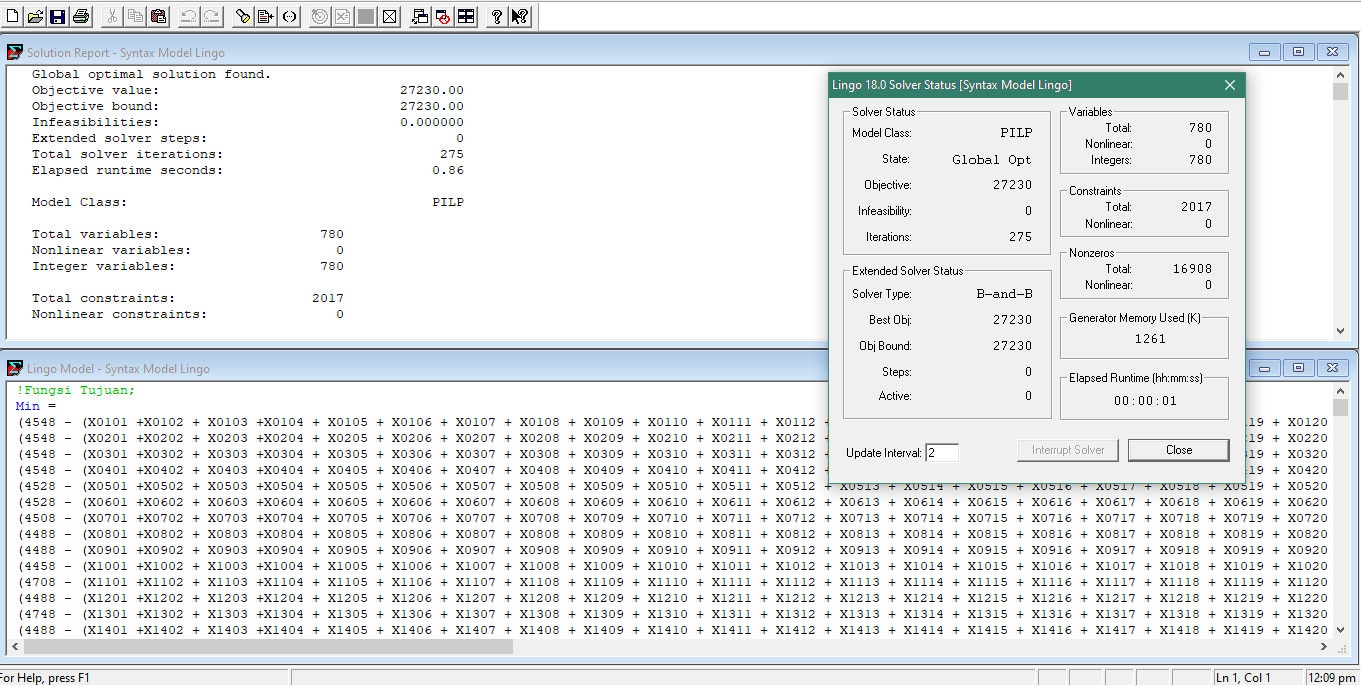 Solution Report - Syntax Model Lingo
Global optimal solution found.
Objective value: 27230.00
Objective bound: 27230.00
Infeasibilities: 0.000000
Extended solver steps: 0
Total solver iterations: 275
Elapsed runtime seconds: 0.86
Model Class: PILP
Total variables: 780
Nonlinear variables: 0
Integer variables: 780
Total constraints: 2017
Nonlinear constraints: 0
Lingo 18.0 Solver Status [Syntax Model Lingo]
Solver Status
Model Class: PILP
State: Global Opt
Objective: 27230
Infeasibility: 0
Iterations: 275
Extended Solver Status
Solver Type: B-and-B
Best Obj: 27230
Obj Bound: 27230
Steps: 0
Active: 0
Update Interval: 2
Variables
Total: 780
Nonlinear: 0
Integers: 780
Constraints
Total: 2017
Nonlinear: 0
Nonzeros
Total: 16908
Nonlinear: 0
Generator Memory Used (K)
1261
Elapsed Runtime (hh:mm:ss)
00:00:01
Interrupt Solver
Close
Lingo Model - Syntax Model Lingo
!Fungsi Tujuan;
Min =
(4548 - (X0101 +X0102 + X0103 +X0104 + X0105 + X0106 + X0107 + X0108 + X0109 + X0110 + X0111 + X0112 + 19 + X0120
(4548 - (X0201 +X0202 + X0203 +X0204 + X0205 + X0206 + X0207 + X0208 + X0209 + X0210 + X0211 + X0212 + 19 + X0220
(4548 - (X0301 +X0302 + X0303 +X0304 + X0305 + X0306 + X0307 + X0308 + X0309 + X0310 + X0311 + X0312 + 19 + X0320
(4548 - (X0401 +X0402 + X0403 +X0404 + X0405 + X0406 + X0407 + X0408 + X0409 + X0410 + X0411 + X0412 + 19 + X0420
(4528 - (X0501 +X0502 + X0503 +X0504 + X0505 + X0506 + X0507 + X0508 + X0509 + X0510 + X0511 + X0512 + X0513 + X0514 + X0515 + X0516 + X0517 + X0518 + X0519 + X0520
(4528 - (X0601 +X0602 + X0603 +X0604 + X0605 + X0606 + X0607 + X0608 + X0609 + X0610 + X0611 + X0612 + X0613 + X0614 + X0615 + X0616 + X0617 + X0618 + X0619 + X0620
(4508 - (X0701 +X0702 + X0703 +X0704 + X0705 + X0706 + X0707 + X0708 + X0709 + X0710 + X0711 + X0712 + X0713 + X0714 + X0715 + X0716 + X0717 + X0718 + X0719 + X0720
(4488 - (X0801 +X0802 + X0803 +X0804 + X0805 + X0806 + X0807 + X0808 + X0809 + X0810 + X0811 + X0812 + X0813 + X0814 + X0815 + X0816 + X0817 + X0818 + X0819 + X0820
(4488 - (X0901 +X0902 + X0903 +X0904 + X0905 + X0906 + X0907 + X0908 + X0909 + X0910 + X0911 + X0912 + X0913 + X0914 + X0915 + X0916 + X0917 + X0918 + X0919 + X0920
(4458 - (X1001 +X1002 + X1003 +X1004 + X1005 + X1006 + X1007 + X1008 + X1009 + X1010 + X1011 + X1012 + X1013 + X1014 + X1015 + X1016 + X1017 + X1018 + X1019 + X1020
(4708 - (X1101 +X1102 + X1103 +X1104 + X1105 + X1106 + X1107 + X1108 + X1109 + X1110 + X1111 + X1112 + X1113 + X1114 + X1115 + X1116 + X1117 + X1118 + X1119 + X1120
(4488 - (X1201 +X1202 + X1203 +X1204 + X1205 + X1206 + X1207 + X1208 + X1209 + X1210 + X1211 + X1212 + X1213 + X1214 + X1215 + X1216 + X1217 + X1218 + X1219 + X1220
(4748 - (X1301 +X1302 + X1303 +X1304 + X1305 + X1306 + X1307 + X1308 + X1309 + X1310 + X1311 + X1312 + X1313 + X1314 + X1315 + X1316 + X1317 + X1318 + X1319 + X1320
(4488 - (X1401 +X1402 + X1403 +X1404 + X1405 + X1406 + X1407 + X1408 + X1409 + X1410 + X1411 + X1412 + X1413 + X1414 + X1415 + X1416 + X1417 + X1418 + X1419 + X1420
For Help, press F1
Ln 1, Col 1
12:09 pm